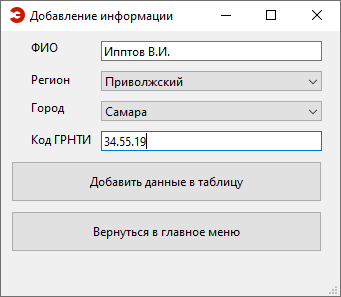 Добавление информации
ФИО Ипптов В.И.
Регион Приволжский
Город Самара
Код ГРНТИ 34.55.19
Добавить данные в таблицу
Вернуться в главное меню